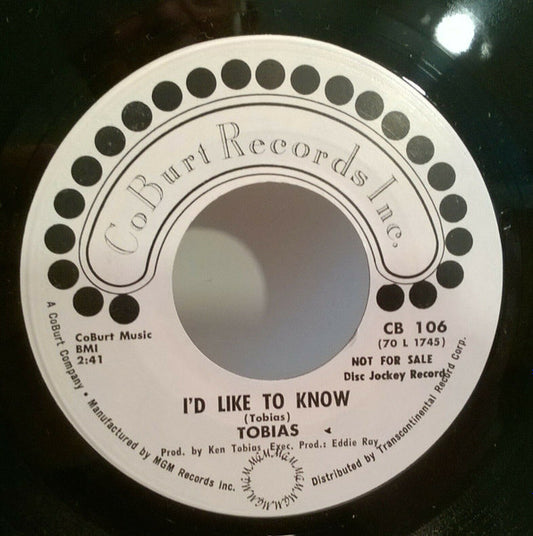 CoBurt Records Inc.
CoBurt Music
BMI
2:41
CB 106
(70 L 1745)
NOT FOR SALE
Disc Jockey Record
I'D LIKE TO KNOW
(Tobias)
TOBIAS
Prod. by Ken Tobias Exec. Prod.: Eddie Ray
A CoBurt Company • Manufactured by MGM Records Inc.
Distributed by Transcontinental Record Corp.
M.G.M. M.G.M. M.G.M. M.G.M. M.G.M.